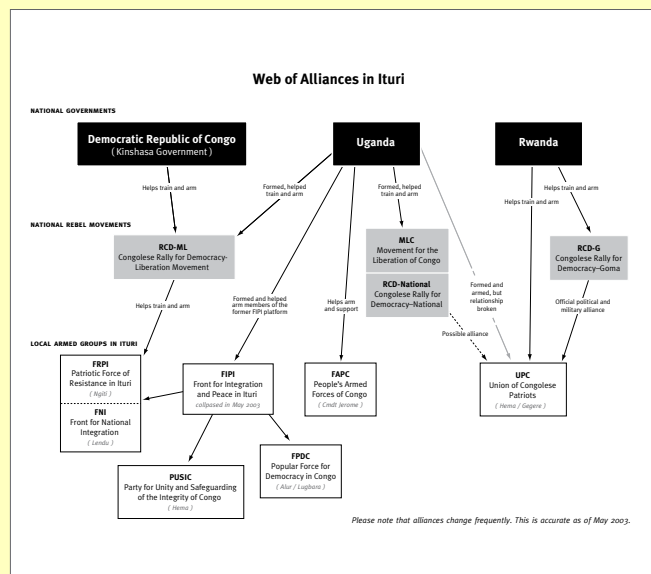 Web of Alliances in Ituri
NATIONAL GOVERNMENTS
Democratic Republic of Congo
( Kinshasa Government )
Uganda
Rwanda
Helps train and arm
Formed, helped
train and arm
Formed, helped
train and arm
Helps train and arm
Helps train and arm
NATIONAL REBEL MOVEMENTS
RCD-ML
Congolese Rally for Democracy-
Liberation Movement
MLC
Movement for the
Liberation of Congo
RCD-National
Congolese Rally for
Democracy–National
RCD-G
Congolese Rally for
Democracy–Goma
Helps train and arm
Formed and helped
arm members of the
former FIPI platform
Helps arm
and support
Formed and
armed, but
relationship
broken
Official political and
military alliance
Possible alliance
LOCAL ARMED GROUPS IN ITURI
FRPI
Patriotic Force of
Resistance in Ituri
( Ngiti )
FNI
Front for National
Integration
( Lendu )
FIPI
Front for Integration
and Peace in Ituri
collpased in May 2003
FAPC
People's Armed
Forces of Congo
( Cmdt Jerome )
UPC
Union of Congolese
Patriots
( Hema / Gegere )
PUSIC
Party for Unity and Safeguarding
of the Integrity of Congo
( Hema )
FPDC
Popular Force for
Democracy in Congo
( Alur / Lugbara )
Please note that alliances change frequently. This is accurate as of May 2003.